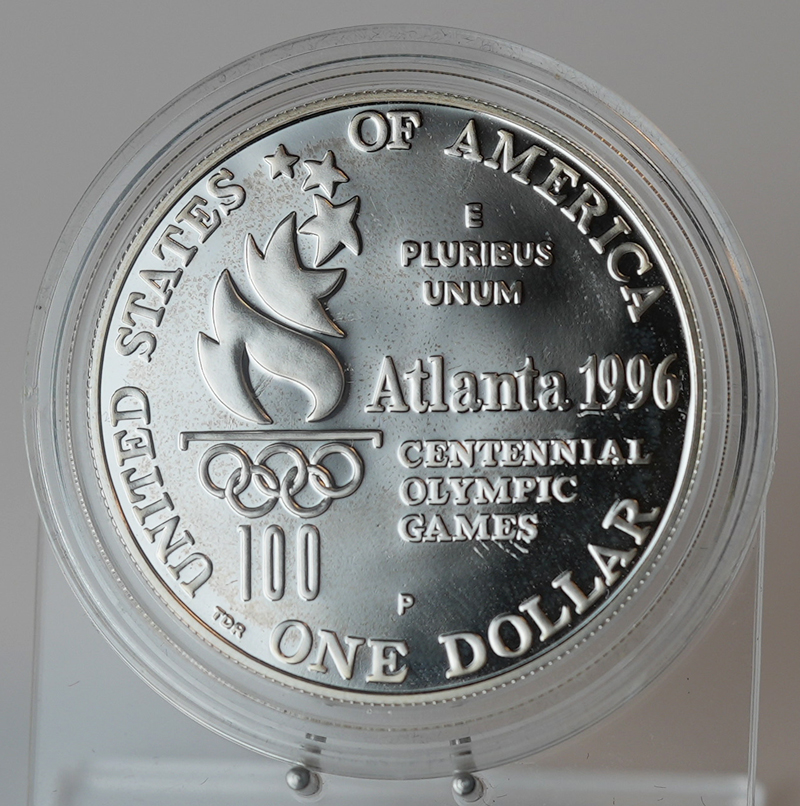 UNITED STATES OF AMERICA
E
PLURIBUS
UNUM
Atlanta 1996
CENTENNIAL
OLYMPIC
GAMES
100
P
TDR
ONE DOLLAR